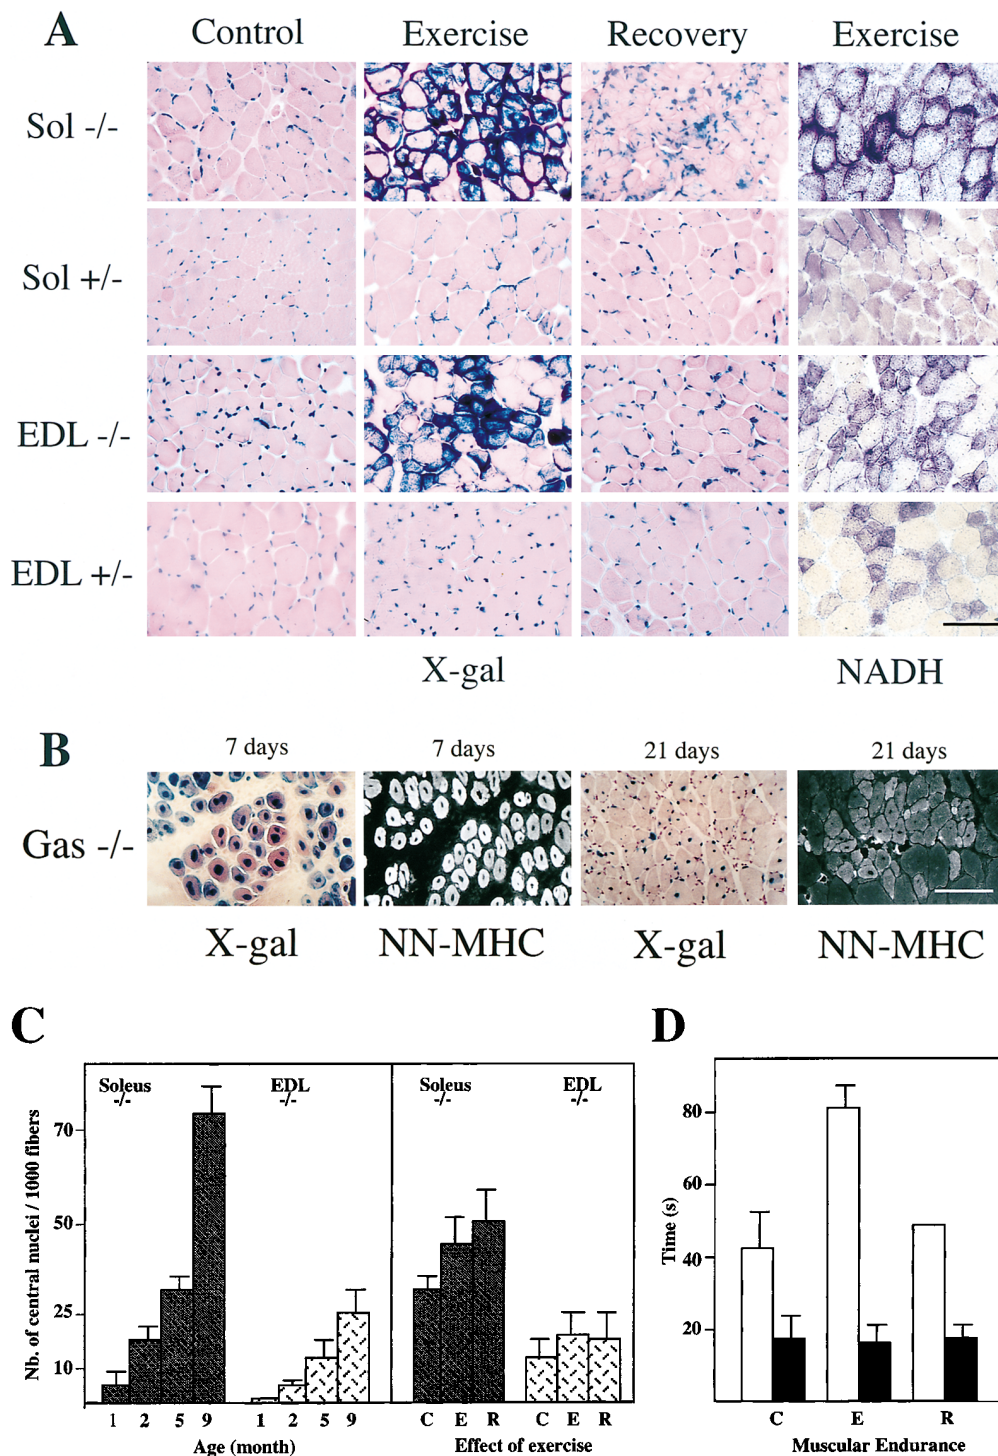 A
Control Exercise Recovery Exercise
Sol -/-
Sol +/-
EDL -/-
EDL +/-
X-gal NADH
B
7 days 7 days 21 days 21 days
Gas -/-
X-gal NN-MHC X-gal NN-MHC
C
Nb. of central nuclei / 1000 fibers
70
50
25
10
Soleus -/-
EDL -/-
1 2 5 9 1 2 5 9
Age (month)
Soleus -/-
EDL -/-
C E R C E R
Effect of exercise
D
Time (s)
80
60
40
20
C E R
Muscular Endurance